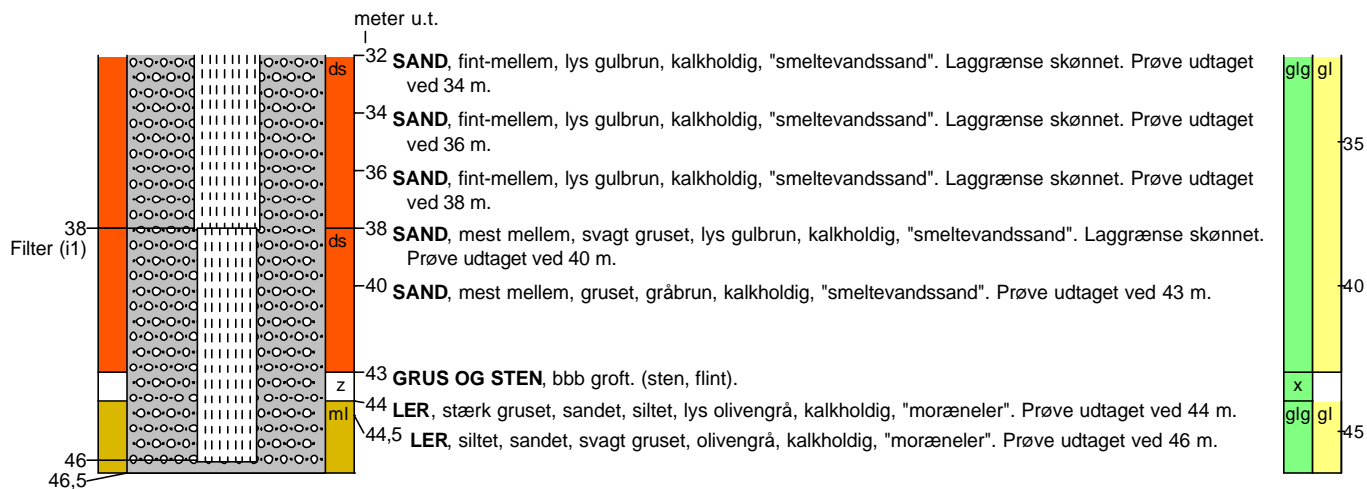 meter u.t.
ds
32 SAND, fint-mellem, lys gulbrun, kalkholdig, "smeltevandssand". Laggrænse skønnet. Prøve udtaget
ved 34 m.
glg gl
34 SAND, fint-mellem, lys gulbrun, kalkholdig, "smeltevandssand". Laggrænse skønnet. Prøve udtaget
ved 36 m.
35
36 SAND, fint-mellem, lys gulbrun, kalkholdig, "smeltevandssand". Laggrænse skønnet. Prøve udtaget
ved 38 m.
38
Filter (i1)
ds
38 SAND, mest mellem, svagt gruset, lys gulbrun, kalkholdig, "smeltevandssand". Laggrænse skønnet.
Prøve udtaget ved 40 m.
40 SAND, mest mellem, gruset, gråbrun, kalkholdig, "smeltevandssand". Prøve udtaget ved 43 m.
40
z
43 GRUS OG STEN, bbb groft. (sten, flint).
x
ml
44 LER, stærk gruset, sandet, siltet, lys olivengrå, kalkholdig, "moræneler". Prøve udtaget ved 44 m.
glg gl
44,5 LER, siltet, sandet, svagt gruset, olivengrå, kalkholdig, "moræneler". Prøve udtaget ved 46 m.
45
46
46,5